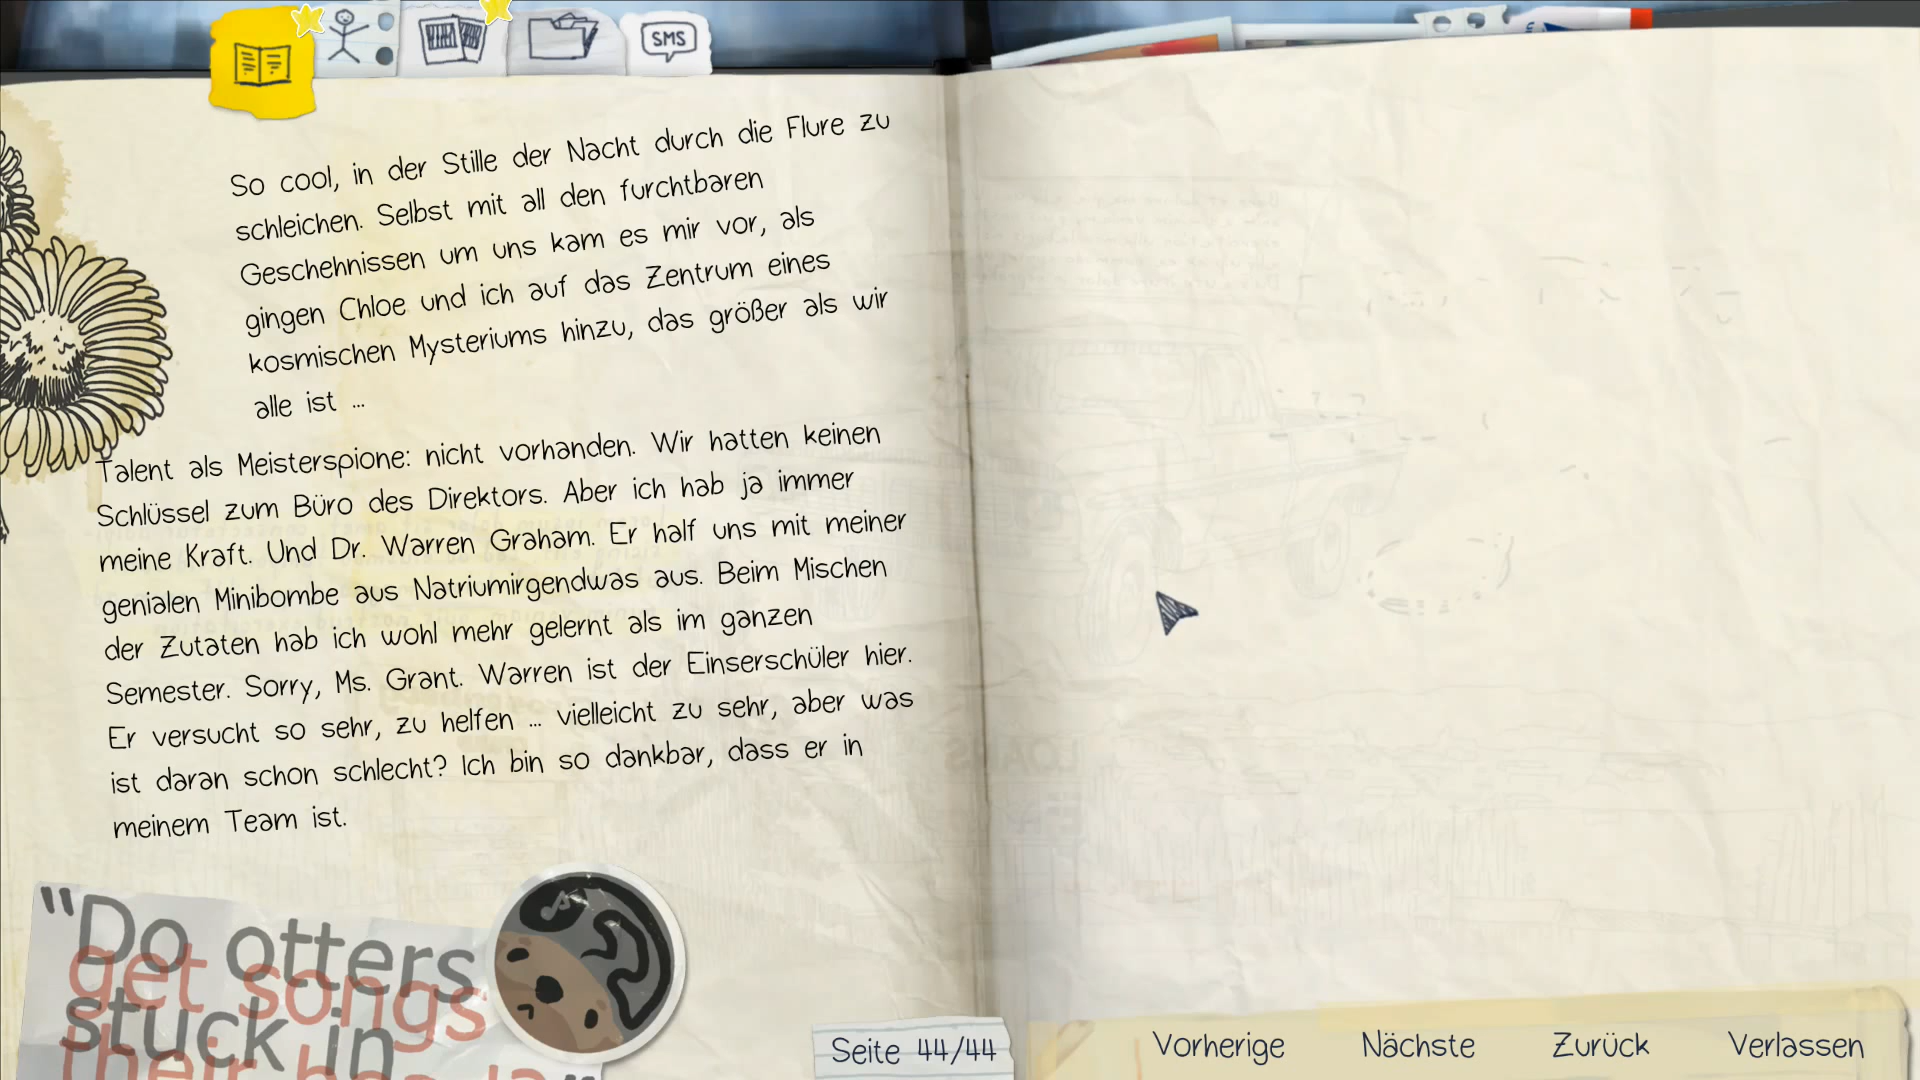 SMS
So cool, in der Stille der Nacht durch die Flure zu
schleichen. Selbst mit all den furchtbaren
Geschehnissen um uns kam es mir vor, als
gingen Chloe und ich auf das Zentrum eines
kosmischen Mysteriums hinzu, das größer als wir
alle ist ...
Talent als Meisterspione: nicht vorhanden. Wir hatten keinen
Schlüssel zum Büro des Direktors. Aber ich hab ja immer
meine Kraft. Und Dr. Warren Graham. Er half uns mit meiner
genialen Minibombe aus Natriumirgendwas aus. Beim Mischen
der Zutaten hab ich wohl mehr gelernt als im ganzen
Semester. Sorry, Ms. Grant. Warren ist der Einserschüler hier.
Er versucht so sehr, zu helfen ... vielleicht zu sehr, aber was
ist daran schon schlecht? Ich bin so dankbar, dass er in
meinem Team ist.
"Do otters
get songs
stuck in
their
Seite 44/44
Vorherige Nächste Zurück Verlassen